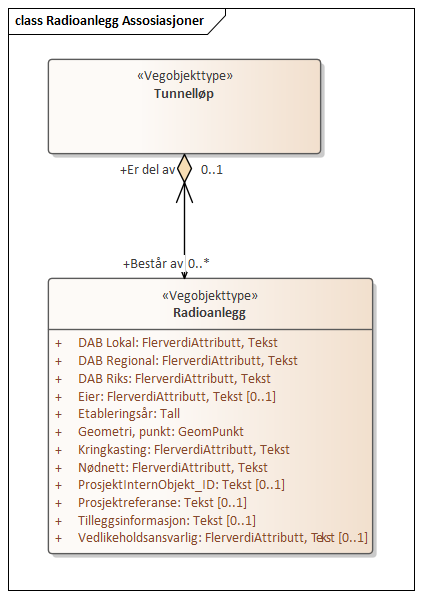 class Radioanlegg Assosiasjoner
«Vegobjekttype»
Tunnelløp
+Er del av 0..1
+Består av 0..*
«Vegobjekttype»
Radioanlegg
+ DAB Lokal: FlerverdiAttributt, Tekst
+ DAB Regional: FlerverdiAttributt, Tekst
+ DAB Riks: FlerverdiAttributt, Tekst
+ Eier: FlerverdiAttributt, Tekst [0..1]
+ Etableringsår: Tall
+ Geometri, punkt: GeomPunkt
+ Kringkasting: FlerverdiAttributt, Tekst
+ Nødnett: FlerverdiAttributt, Tekst
+ ProsjektInternObjekt_ID: Tekst [0..1]
+ Prosjektreferanse: Tekst [0..1]
+ Tilleggsinformasjon: Tekst [0..1]
+ Vedlikeholdsansvarlig: FlerverdiAttributt, Tekst [0..1]